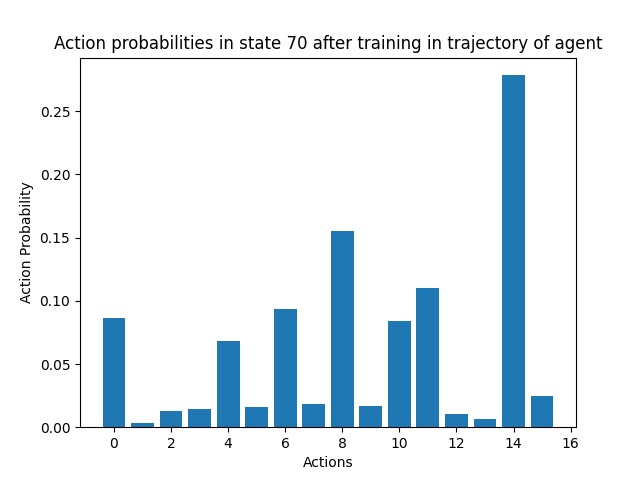 Action probabilities in state 70 after training in trajectory of agent
0.25
0.20
0.15
0.10
0.05
0.00
Action Probability
0 2 4 6 8 10 12 14 16
Actions